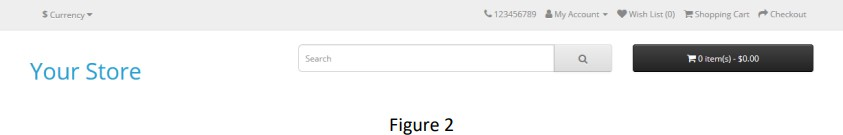 $ Currency 123456789 My Account Wish List (0) Shopping Cart Checkout
Your Store Search 0 item(s) - $0.00
Figure 2